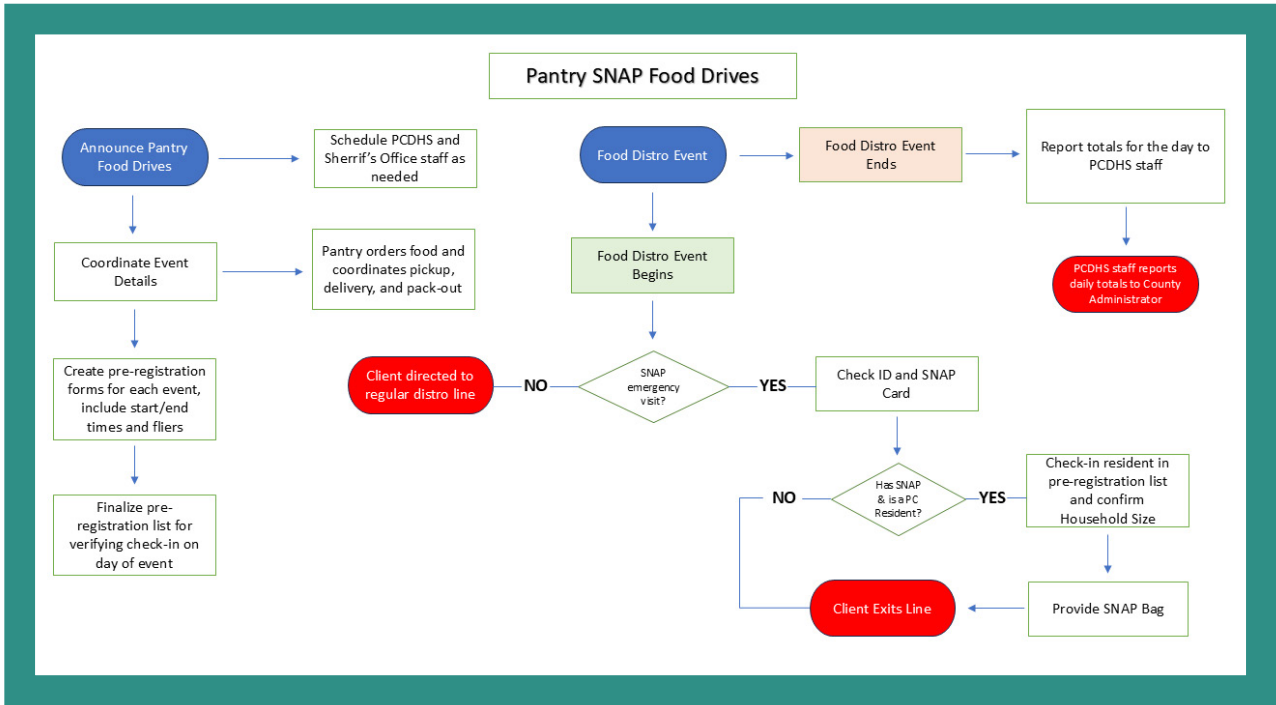 Pantry SNAP Food Drives
Announce Pantry
Food Drives
Schedule PCDHS and
Sherrif's Office staff as
needed
Coordinate Event
Details
Pantry orders food and
coordinates pickup,
delivery, and pack-out
Create pre-registration
forms for each event,
include start/end
times and fliers
Finalize pre-
registration list for
verifying check-in on
day of event
Food Distro Event
Food Distro Event
Ends
Report totals for the day to
PCDHS staff
PCDHS staff reports
daily totals to County
Administrator
Food Distro Event
Begins
SNAP
emergency
visit?
NO
Client directed to
regular distro line
YES
Check ID and SNAP
Card
Has SNAP
& is a PC
Resident?
NO
YES
Check-in resident in
pre-registration list
and confirm
Household Size
Provide SNAP Bag
Client Exits Line